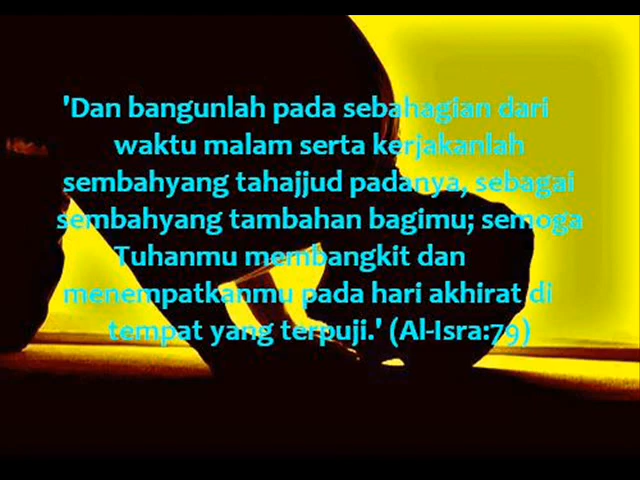 'Dan bangunlah pada sebahagian dari
waktu malam serta kerjakanlah
sembahyang tahajjud padanya, sebagai
sembahyang tambahan bagimu; semoga
Tuhanmu membangkit dan
menempatkanmu pada hari akhirat di
tempat yang terpuji.' (Al-Isra:79)